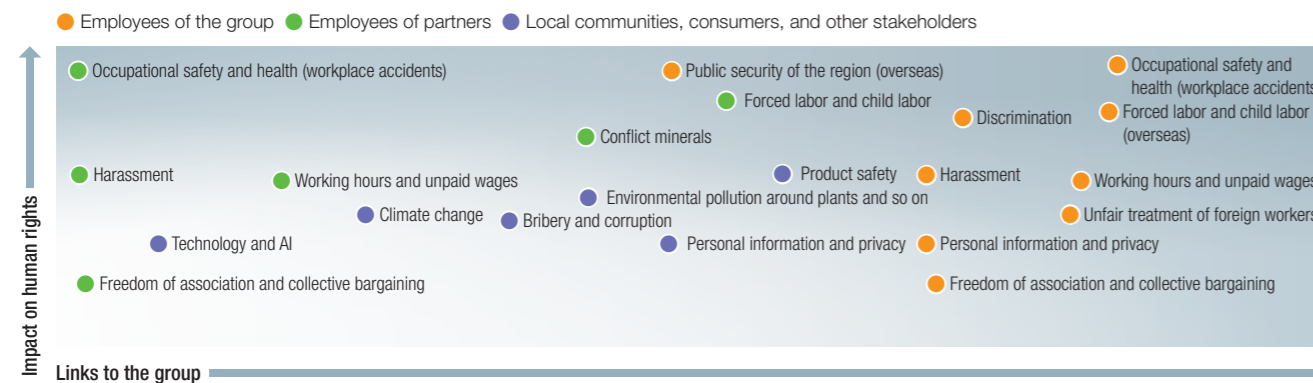 Employees of the group
Employees of partners
Local communities, consumers, and other stakeholders
Impact on human rights
Occupational safety and health (workplace accidents)
Public security of the region (overseas)
Occupational safety and
health (workplace accidents
Forced labor and child labor
Forced labor and child labor
(overseas)
Discrimination
Conflict minerals
Harassment
Working hours and unpaid wages
Product safety
Harassment
Working hours and unpaid wages
Environmental pollution around plants and so on
Climate change
Bribery and corruption
Unfair treatment of foreign workers
Technology and AI
Personal information and privacy
Personal information and privacy
Freedom of association and collective bargaining
Freedom of association and collective bargaining
Links to the group